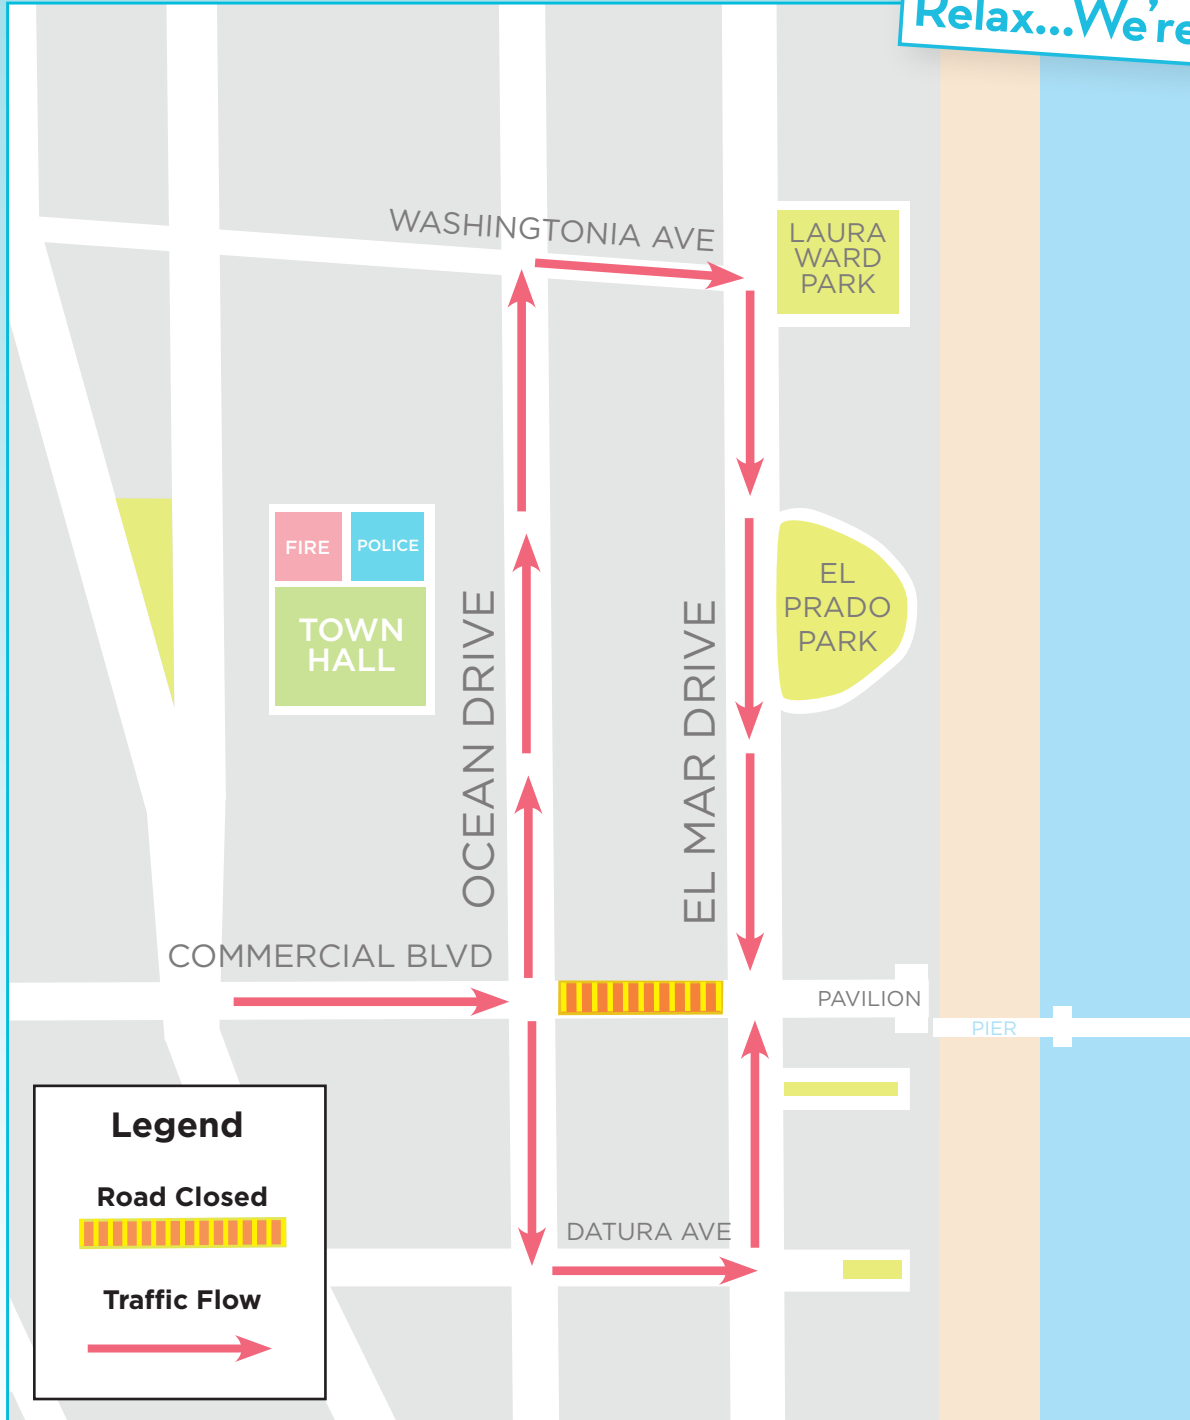 Relax...We're
WASHINGTONIA AVE
LAURA
WARD
PARK
FIRE
POLICE
TOWN
HALL
OCEAN DRIVE
EL MAR DRIVE
EL
PRADO
PARK
COMMERCIAL BLVD
PAVILION
PIER
Legend
Road Closed
Traffic Flow
DATURA AVE